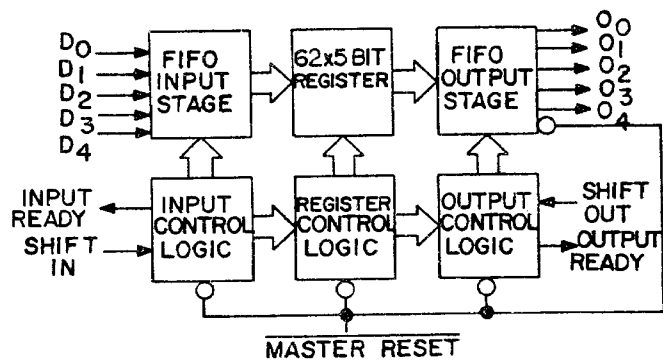 D0
D1
D2
D3
D4
FIFO
INPUT
STAGE
62x5 BIT
REGISTER
FIFO
OUTPUT
STAGE
O0
O1
O2
O3
O4
INPUT
READY
SHIFT
IN
INPUT
CONTROL
LOGIC
REGISTER
CONTROL
LOGIC
OUTPUT
CONTROL
LOGIC
SHIFT
OUT
OUTPUT
READY
MASTER RESET